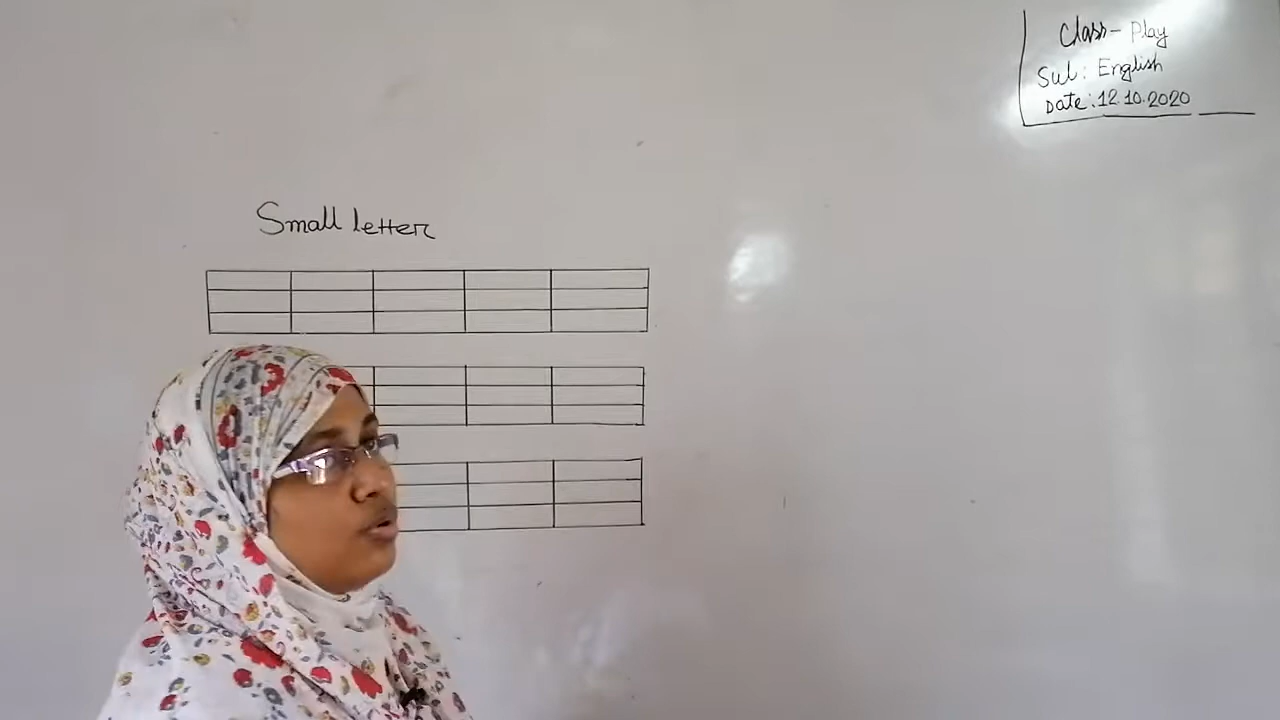 Class- Play
Sub: English
Date: 12.10.2020
Small letter